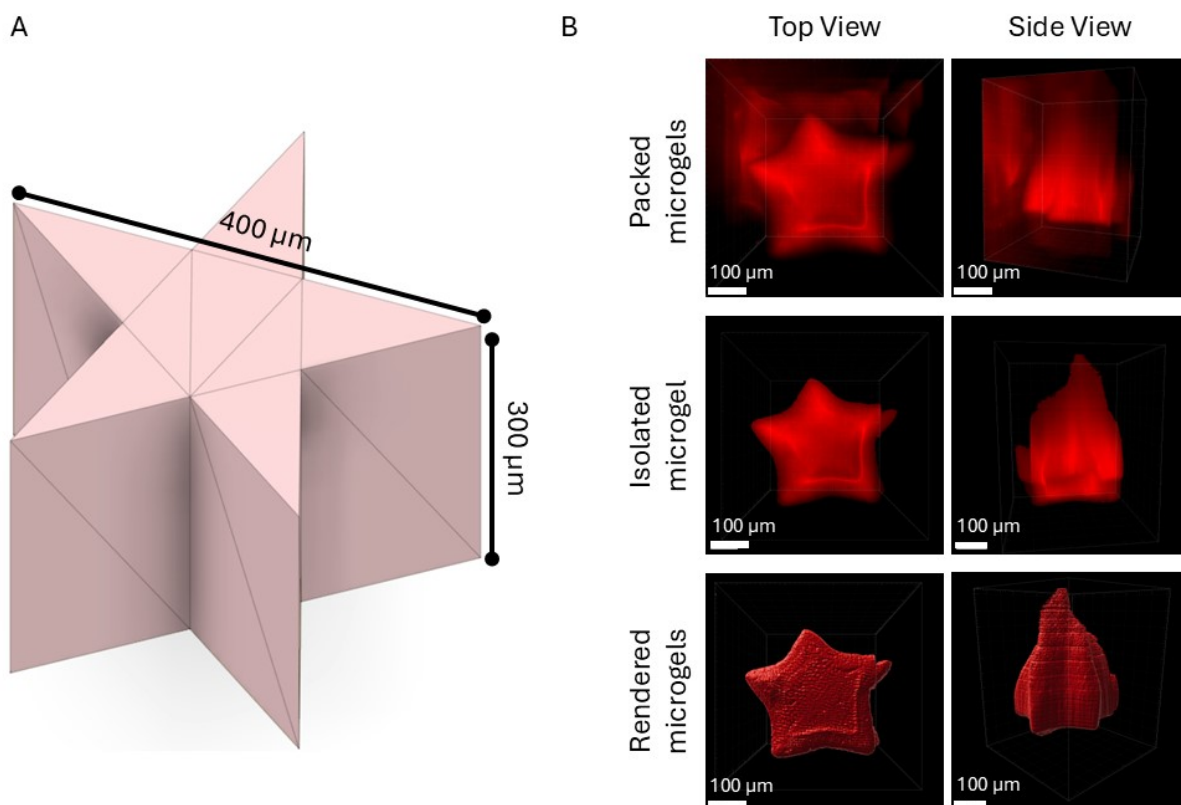 A
B
Top View
Side View
400 µm
300 µm
Packed
microgels
100 µm
100 µm
Isolated
microgel
100 µm
100 µm
Rendered
microgels
100 µm
100 µm